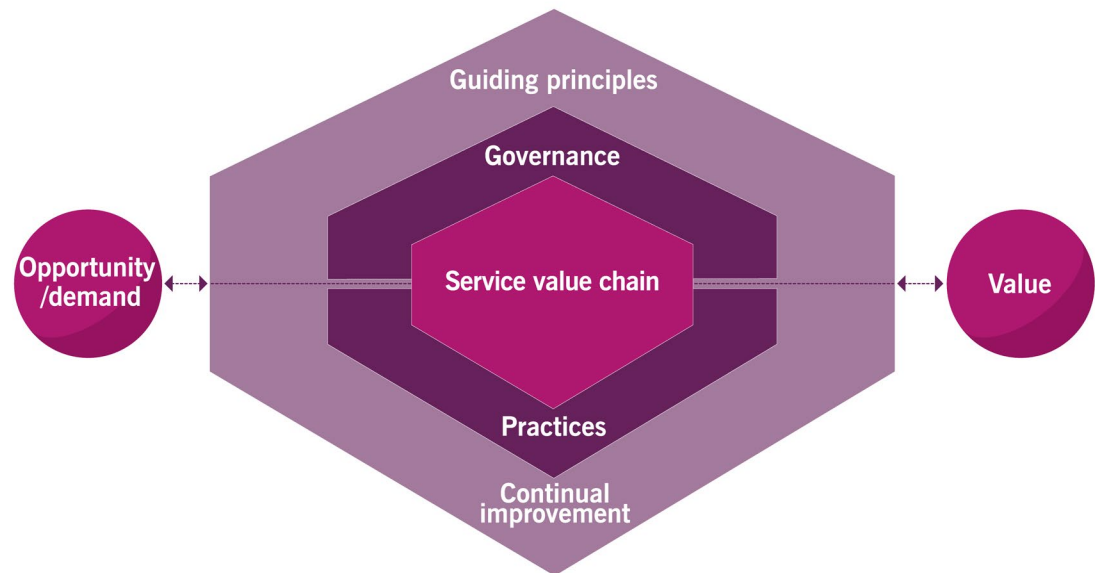 Guiding principles
Governance
Opportunity
/demand
Service value chain
Value
Practices
Continual
improvement